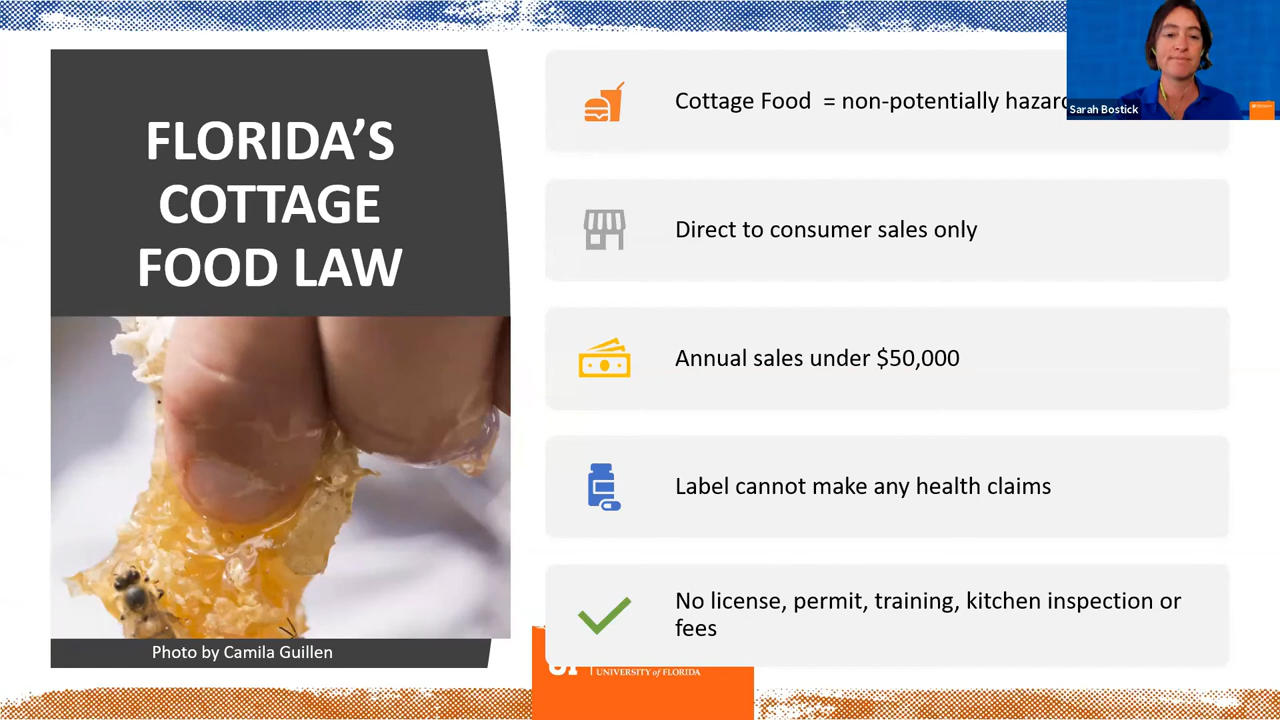 FLORIDA’S
COTTAGE
FOOD LAW
Photo by Camila Guillen
Cottage Food = non-potentially
Sarah Bostick
Direct to consumer sales only
Annual sales under $50,000
Label cannot make any health claims
No license, permit, training, kitchen inspection or
fees
UNIVERSITY of FLORIDA